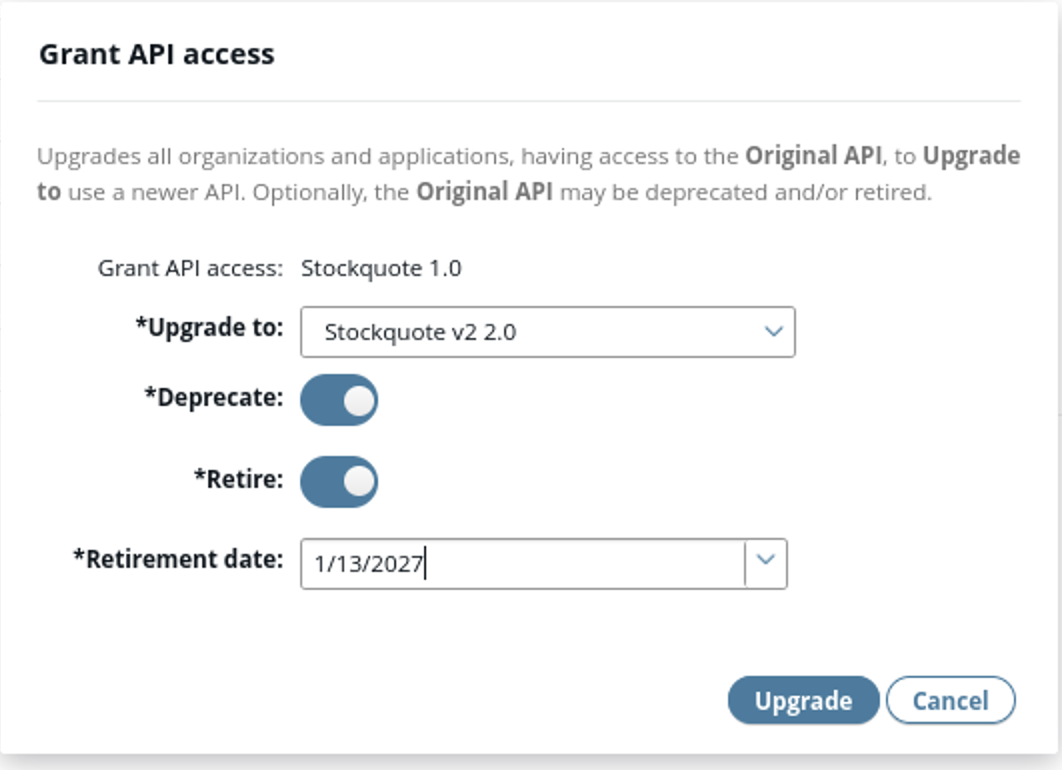 Grant API access
Upgrades all organizations and applications, having access to the Original API, to Upgrade
to use a newer API. Optionally, the Original API may be deprecated and/or retired.
Grant API access: Stockquote 1.0
*Upgrade to: Stockquote v2 2.0
*Deprecate:
*Retire:
*Retirement date: 1/13/2027
Upgrade Cancel